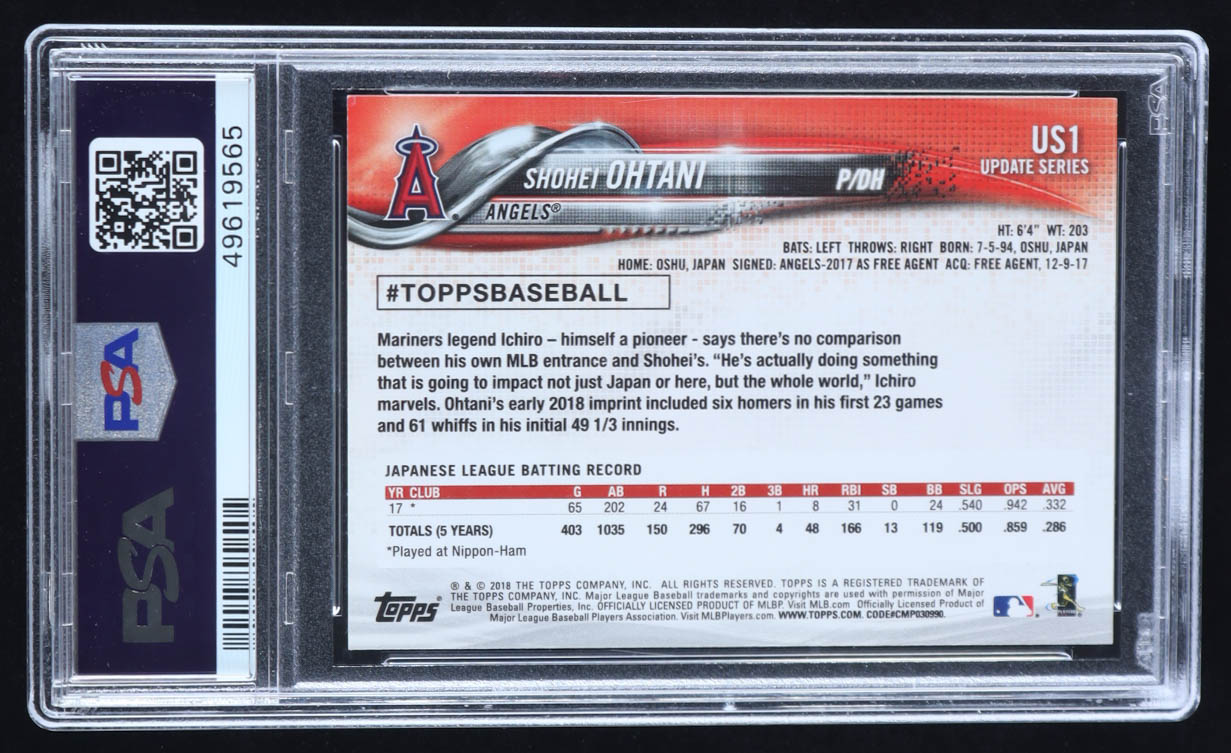 49619565
PSA
PSA
A
SHOHEI OHTANI
P/DH
ANGELS®
US1
UPDATE SERIES
HT: 6'4" WT: 203
BATS: LEFT THROWS: RIGHT BORN: 7-5-94, OSHU, JAPAN
HOME: OSHU, JAPAN SIGNED: ANGELS-2017 AS FREE AGENT ACQ: FREE AGENT, 12-9-17
#TOPPSBASEBALL
Mariners legend Ichiro – himself a pioneer - says there's no comparison
between his own MLB entrance and Shohei's. "He's actually doing something
that is going to impact not just Japan or here, but the whole world," Ichiro
marvels. Ohtani's early 2018 imprint included six homers in his first 23 games
and 61 whiffs in his initial 49 1/3 innings.
JAPANESE LEAGUE BATTING RECORD
YR CLUB G AB R H 2B 3B HR RBI SB BB SLG OPS AVG
17 * 65 202 24 67 16 1 8 31 0 24 .540 .942 .332
TOTALS (5 YEARS) 403 1035 150 296 70 4 48 166 13 119 .500 .859 .286
*Played at Nippon-Ham
® & © 2018 THE TOPPS COMPANY, INC. ALL RIGHTS RESERVED. TOPPS IS A REGISTERED TRADEMARK OF
THE TOPPS COMPANY, INC. Major League Baseball trademarks and copyrights are used with permission of Major
League Baseball Properties, Inc. OFFICIALLY LICENSED PRODUCT OF MLBP. Visit MLB.com Officially Licensed Product of
Major League Baseball Players Association. Visit MLBPlayers.com. WWW.TOPPS.COM. CODE#CMP030990.
TOPPS®
PSA